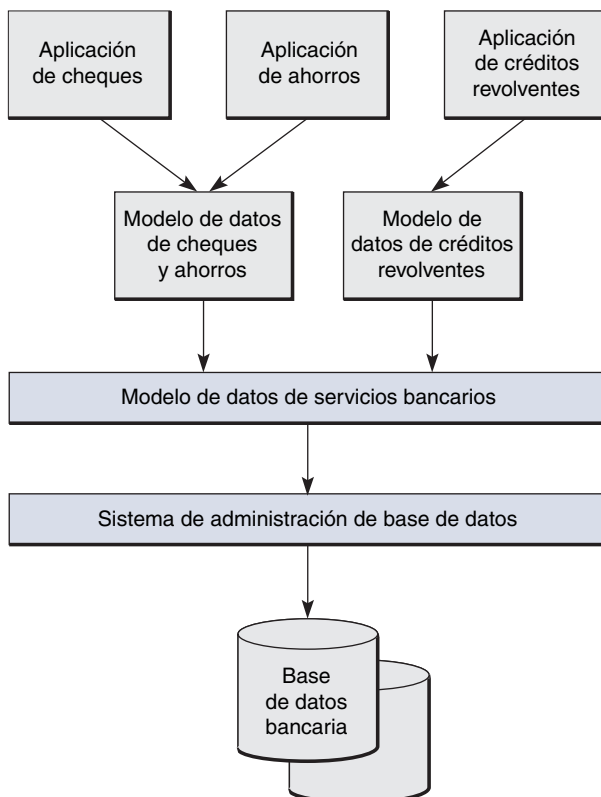 Aplicación
de cheques
Aplicación
de ahorros
Aplicación
de créditos
revolventes
Modelo de datos
de cheques
y ahorros
Modelo de
datos de créditos
revolventes
Modelo de datos de servicios bancarios
Sistema de administración de base de datos
Base
de datos
bancaria